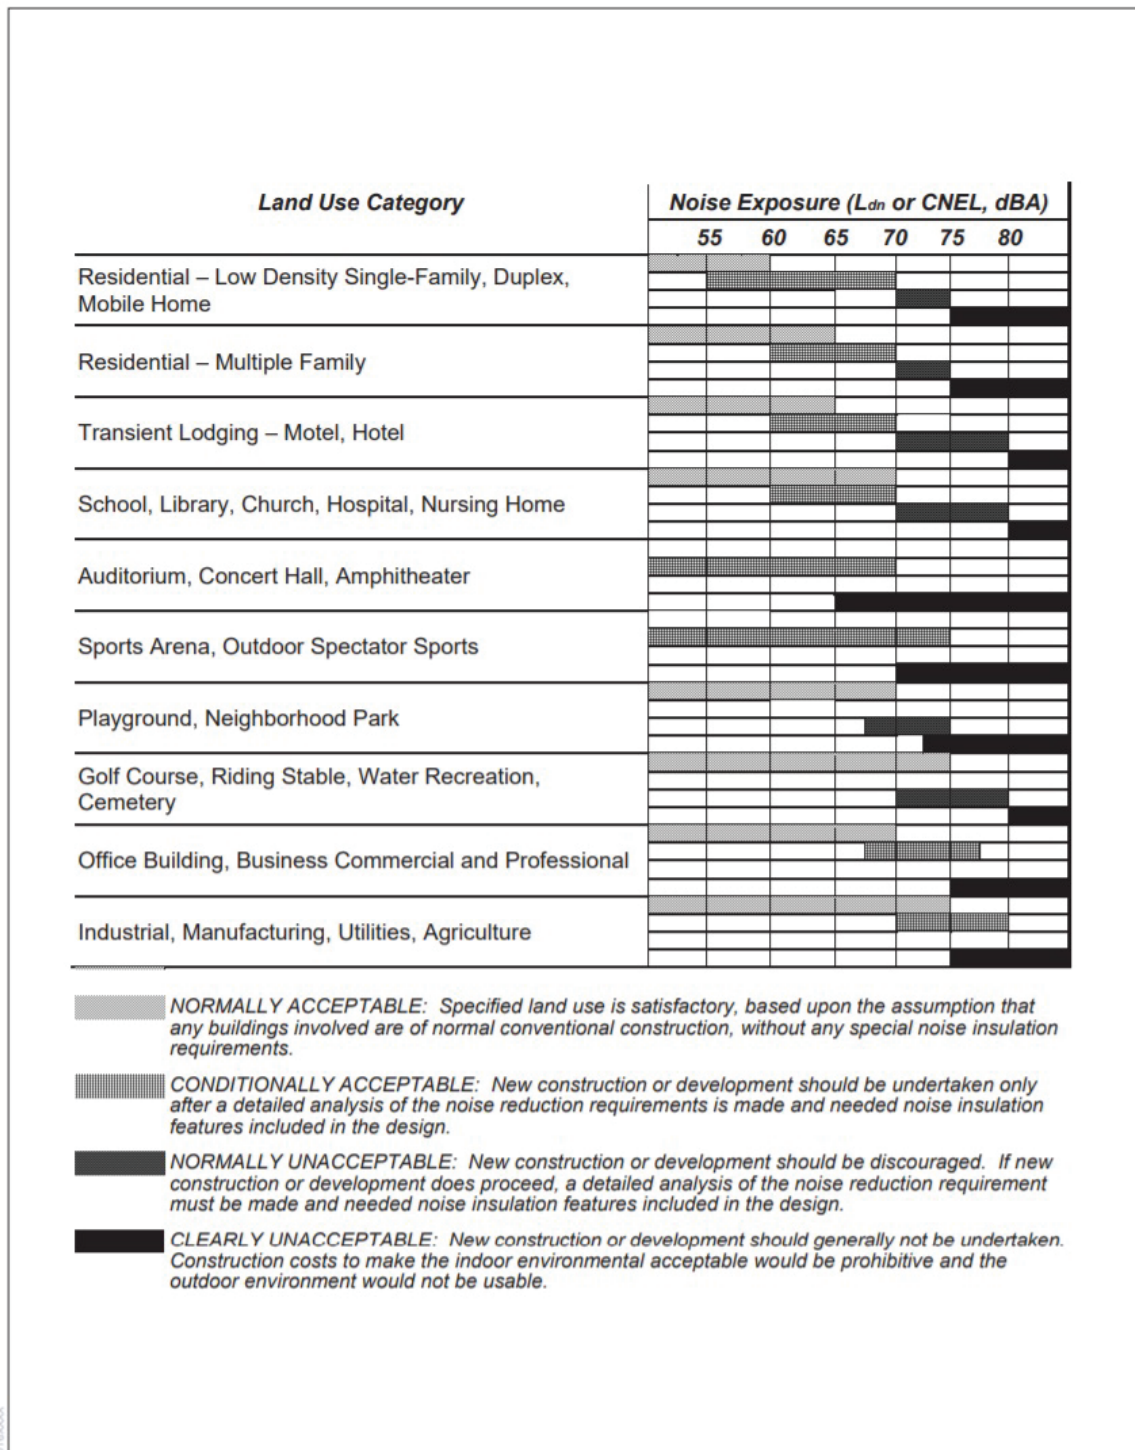 Land Use Category
Noise Exposure (Ldn or CNEL, dBA)
55 60 65 70 75 80
Residential – Low Density Single-Family, Duplex,
Mobile Home
Residential – Multiple Family
Transient Lodging – Motel, Hotel
School, Library, Church, Hospital, Nursing Home
Auditorium, Concert Hall, Amphitheater
Sports Arena, Outdoor Spectator Sports
Playground, Neighborhood Park
Golf Course, Riding Stable, Water Recreation,
Cemetery
Office Building, Business Commercial and Professional
Industrial, Manufacturing, Utilities, Agriculture
NORMALLY ACCEPTABLE: Specified land use is satisfactory, based upon the assumption that
any buildings involved are of normal conventional construction, without any special noise insulation
requirements.
CONDITIONALLY ACCEPTABLE: New construction or development should be undertaken only
after a detailed analysis of the noise reduction requirements is made and needed noise insulation
features included in the design.
NORMALLY UNACCEPTABLE: New construction or development should be discouraged. If new
construction or development does proceed, a detailed analysis of the noise reduction requirement
must be made and needed noise insulation features included in the design.
CLEARLY UNACCEPTABLE: New construction or development should generally not be undertaken.
Construction costs to make the indoor environmental acceptable would be prohibitive and the
outdoor environment would not be usable.